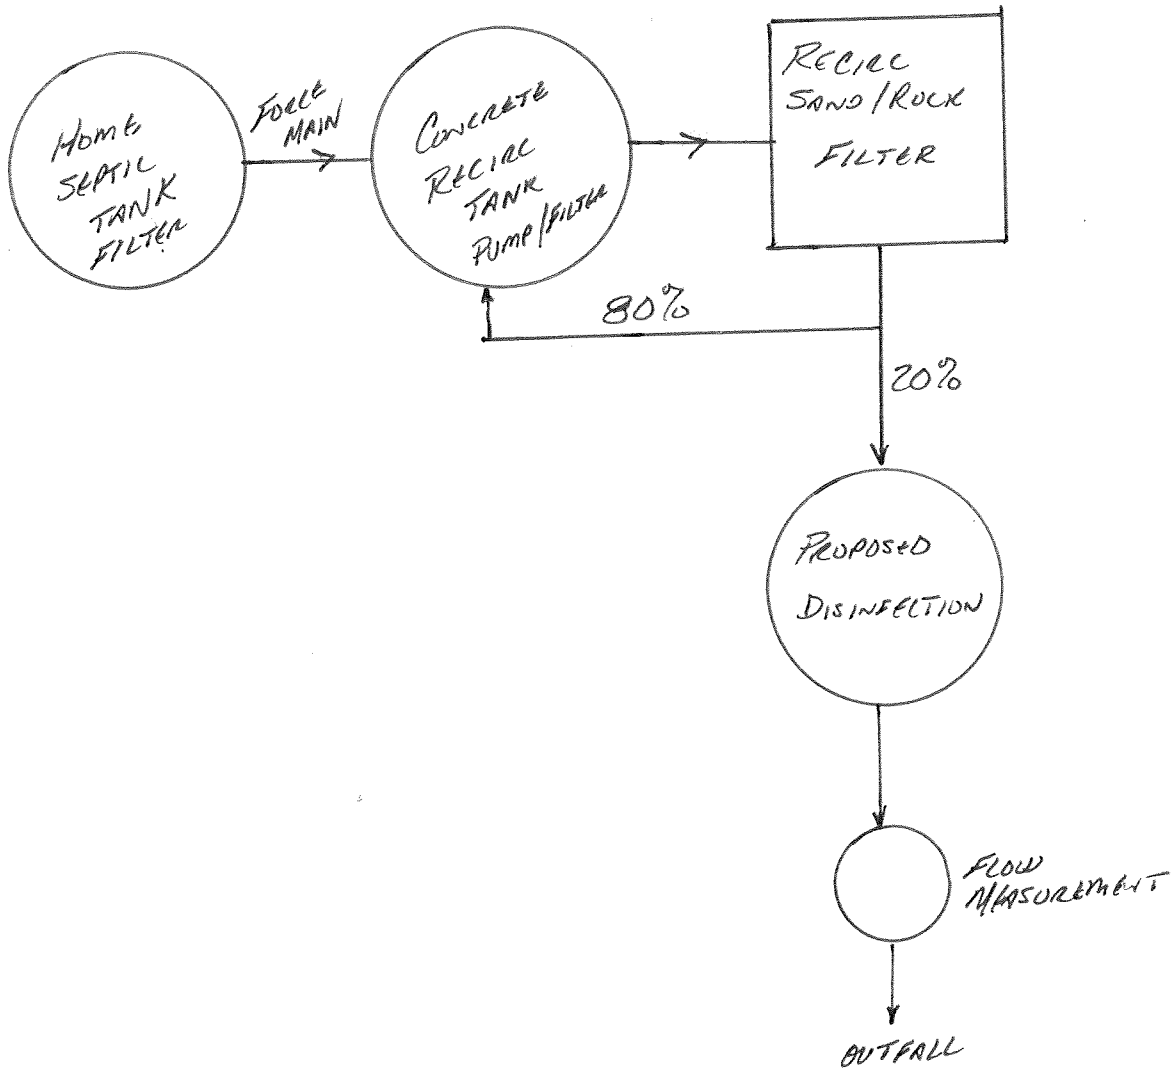 HOME
SEPTIC
TANK
FILTER
FORCE
MAIN
CONCRETE
RECIRC
TANK
PUMP/FILTER
RECIRC
SAND/ROCK
FILTER
80%
20%
PROPOSED
DISINFECTION
FLOW
MEASUREMENT
OUTFALL